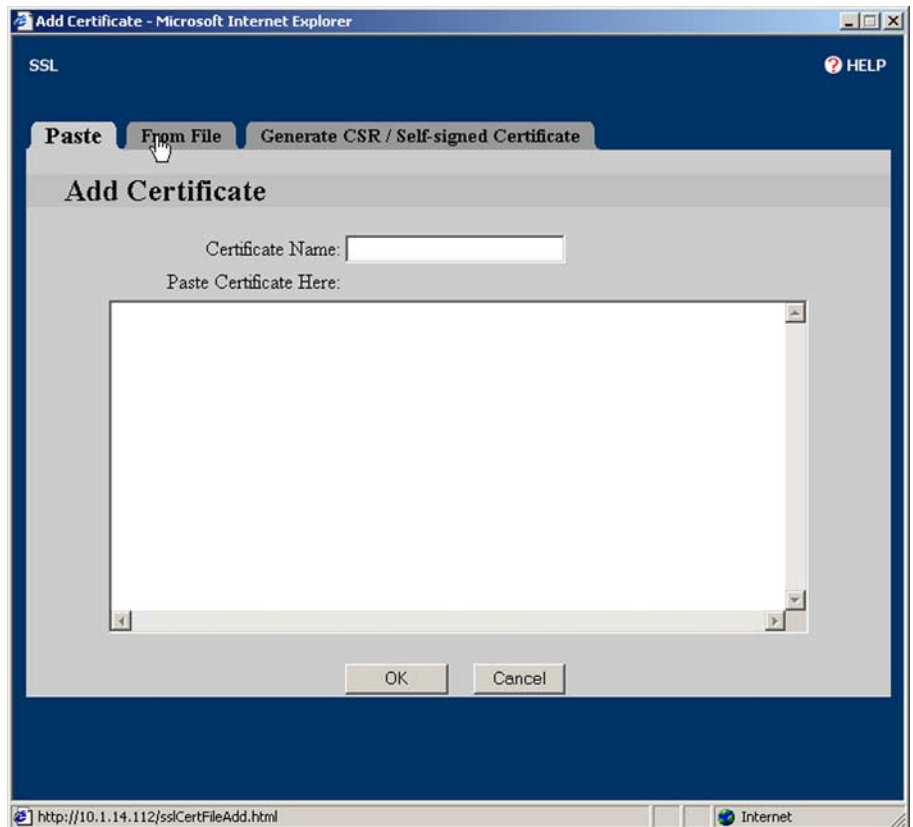 Add Certificate - Microsoft Internet Explorer
SSL
? HELP
Paste From File Generate CSR / Self-signed Certificate
Add Certificate
Certificate Name:
Paste Certificate Here:
OK Cancel
http://10.1.14.112/sslCertFileAdd.html Internet